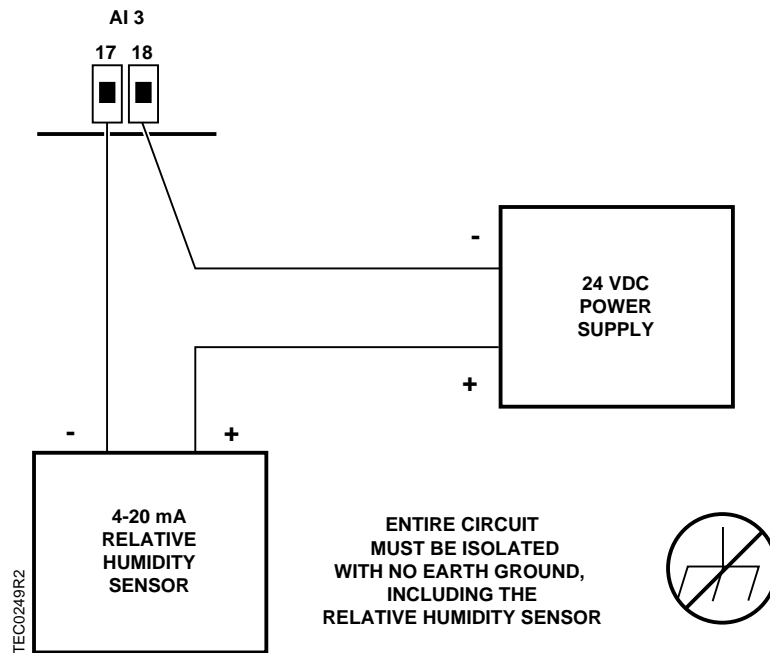 AI 3
17 18
-
24 VDC
POWER
SUPPLY
+
- +
4-20 mA
RELATIVE
HUMIDITY
SENSOR
ENTIRE CIRCUIT
MUST BE ISOLATED
WITH NO EARTH GROUND,
INCLUDING THE
RELATIVE HUMIDITY SENSOR
TEC0249R2